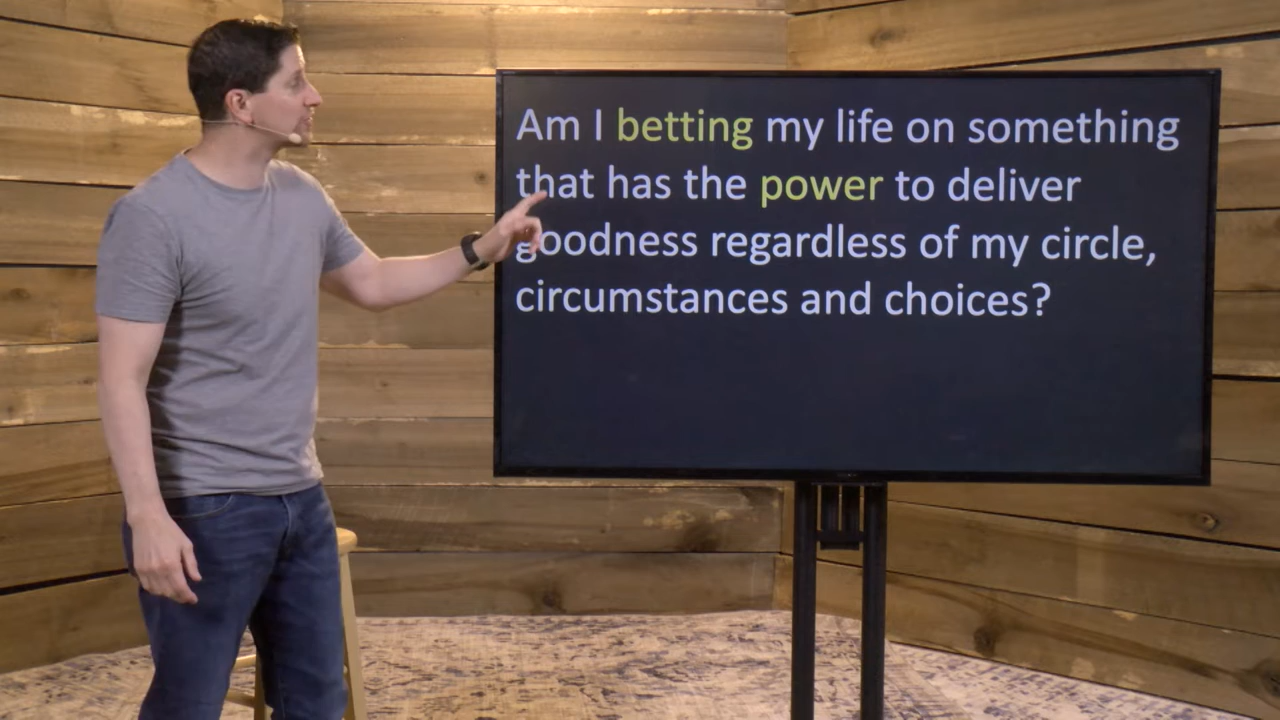 Am I betting my life on something
that has the power to deliver
goodness regardless of my circle,
circumstances and choices?